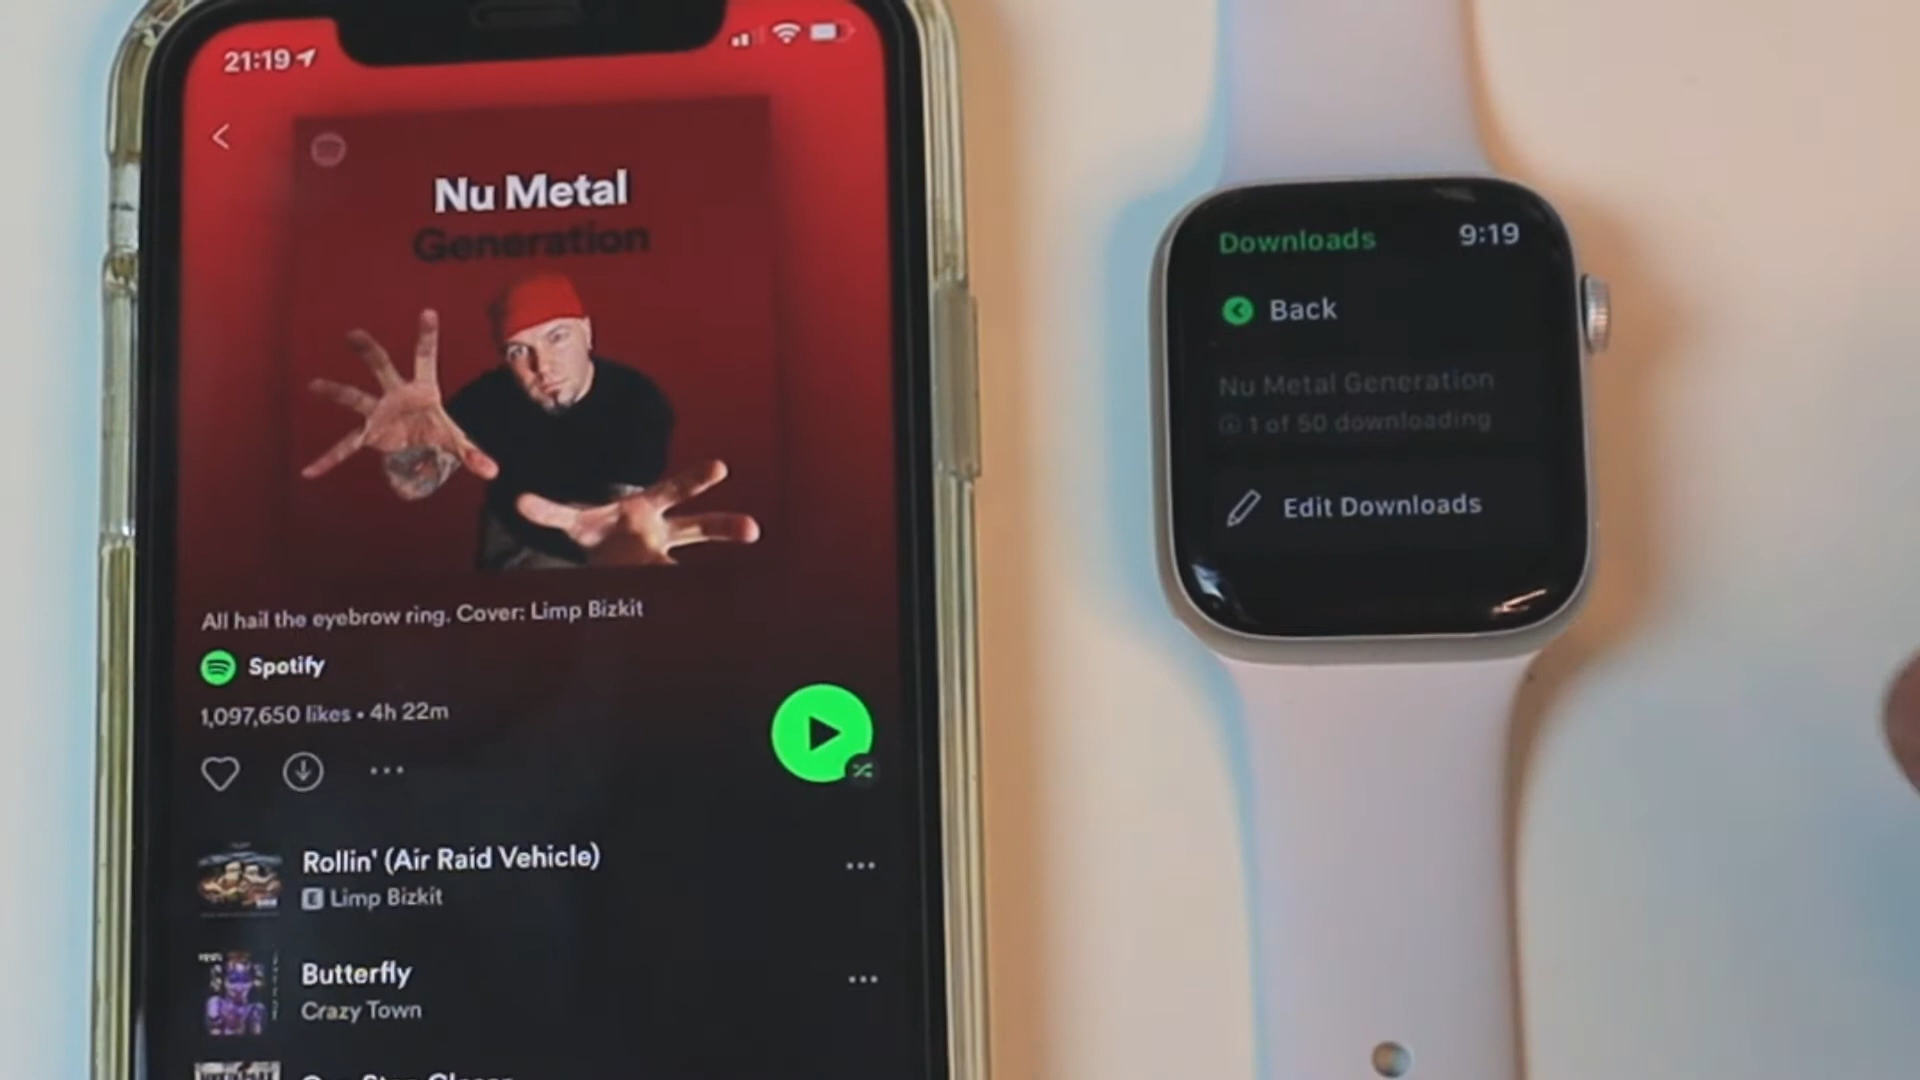 21:19
Nu Metal
Generation
All hail the eyebrow ring. Cover: Limp Bizkit
Spotify
1,097,650 likes • 4h 22m
Rollin' (Air Raid Vehicle)
E Limp Bizkit
Butterfly
Crazy Town
Downloads 9:19
Back
Nu Metal Generation
1 of 50 downloading
Edit Downloads